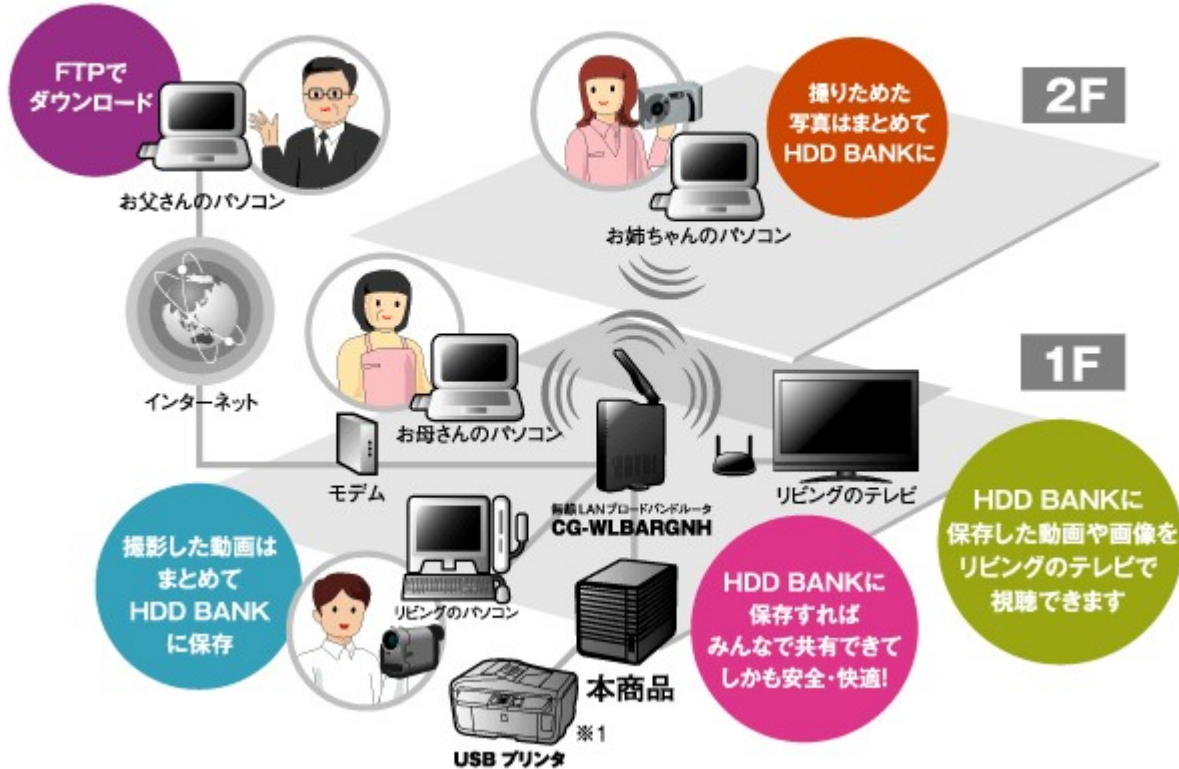 FTPで
ダウンロード
お父さんのパソコン
撮りためた
写真はまとめて
HDD BANKに
2F
お姉ちゃんのパソコン
インターネット
お母さんのパソコン
1F
モデム
無線LANブロードバンドルータ
CG-WLBARGNH
リビングのテレビ
HDD BANKに
保存した動画や画像を
リビングのテレビで
視聴できます
撮影した動画は
まとめて
HDD BANK
に保存
リビングのパソコン
HDD BANKに
保存すれば
みんなで共有できて
しかも安全・快適!
本商品
※1
USB プリンタ